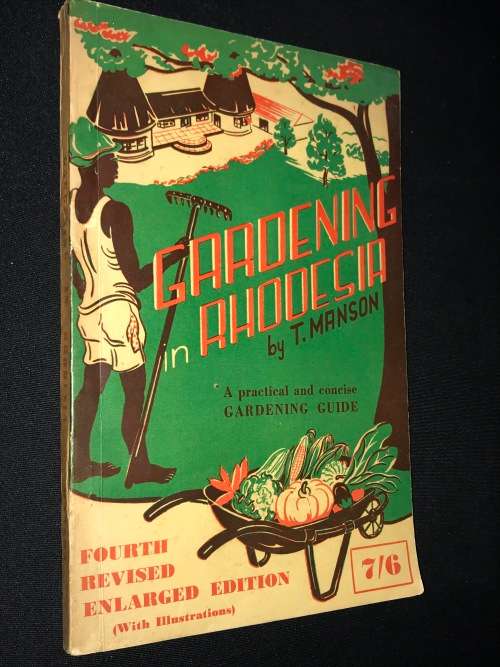 GARDENING
in RHODESIA
by T. MANSON
A practical and concise
GARDENING GUIDE
FOURTH
REVISED
ENLARGED EDITION
(With Illustrations)
7/6